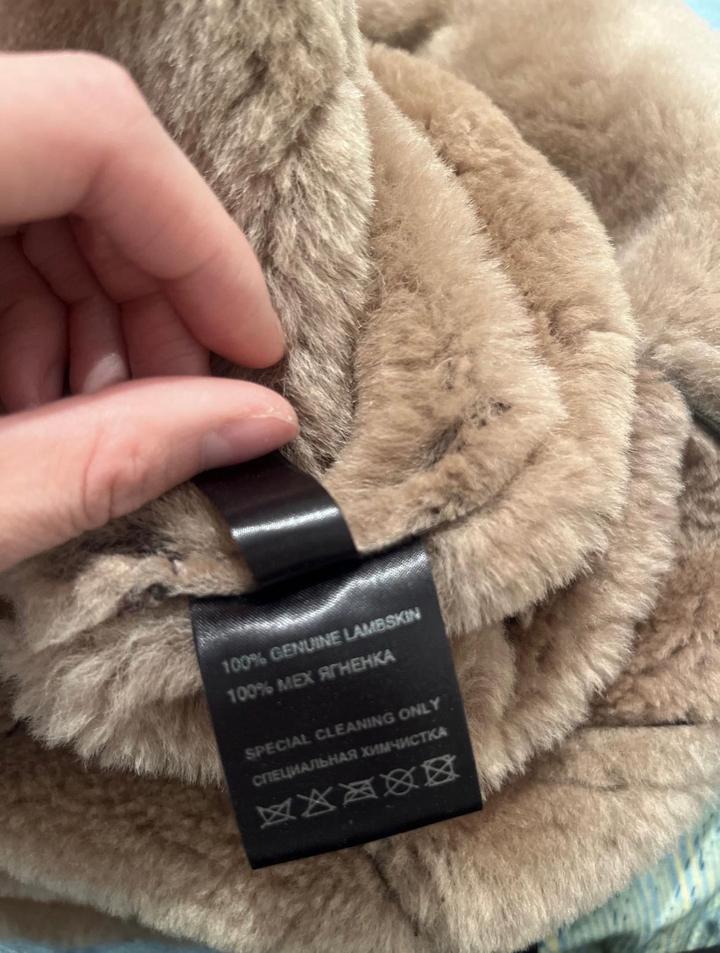 100% GENUINE LAMBSKIN
100% МЕХ ЯГНЕНКА
SPECIAL CLEANING ONLY
СПЕЦИАЛЬНАЯ ХИМЧИСТКА